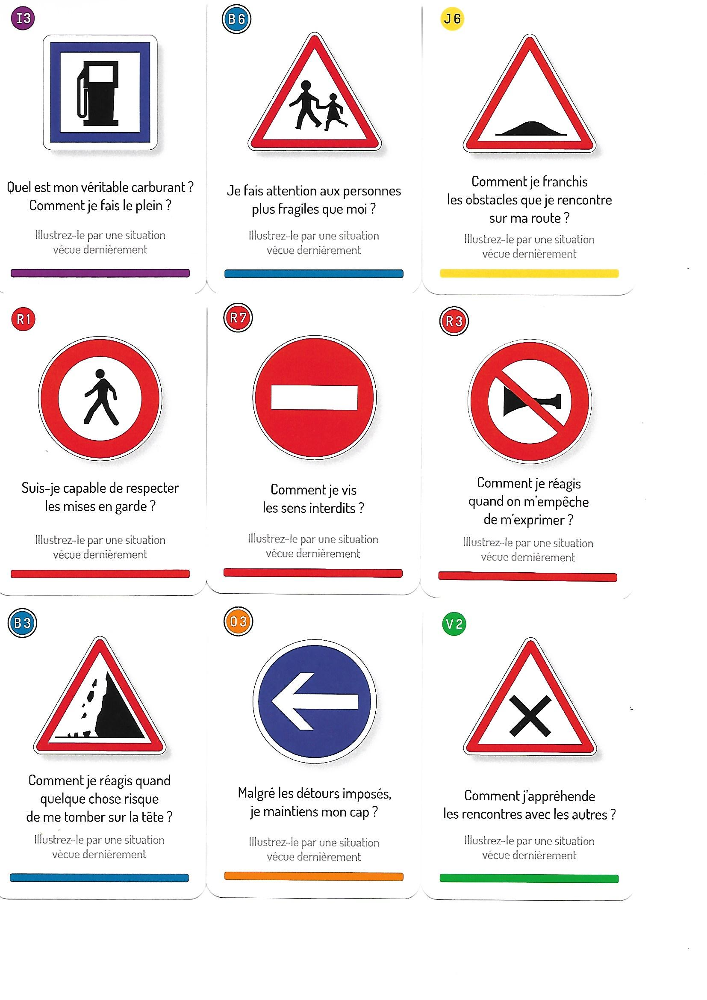 I3
Quel est mon véritable carburant ?
Comment je fais le plein ?
Illustrez-le par une situation
vécue dernièrement
B6
Je fais attention aux personnes
plus fragiles que moi ?
Illustrez-le par une situation
vécue dernièrement
J6
Comment je franchis
les obstacles que je rencontre
sur ma route ?
Illustrez-le par une situation
vécue dernièrement
R1
Suis-je capable de respecter
les mises en garde ?
Illustrez-le par une situation
vécue dernièrement
R7
Comment je vis
les sens interdits ?
Illustrez-le par une situation
vécue dernièrement
R3
Comment je réagis
quand on m'empêche
de m'exprimer ?
Illustrez-le par une situation
vécue dernièrement
B3
Comment je réagis quand
quelque chose risque
de me tomber sur la tête ?
Illustrez-le par une situation
vécue dernièrement
O3
Malgré les détours imposés,
je maintiens mon cap ?
Illustrez-le par une situation
vécue dernièrement
V2
Comment j'appréhende
les rencontres avec les autres ?
Illustrez-le par une situation
vécue dernièrement